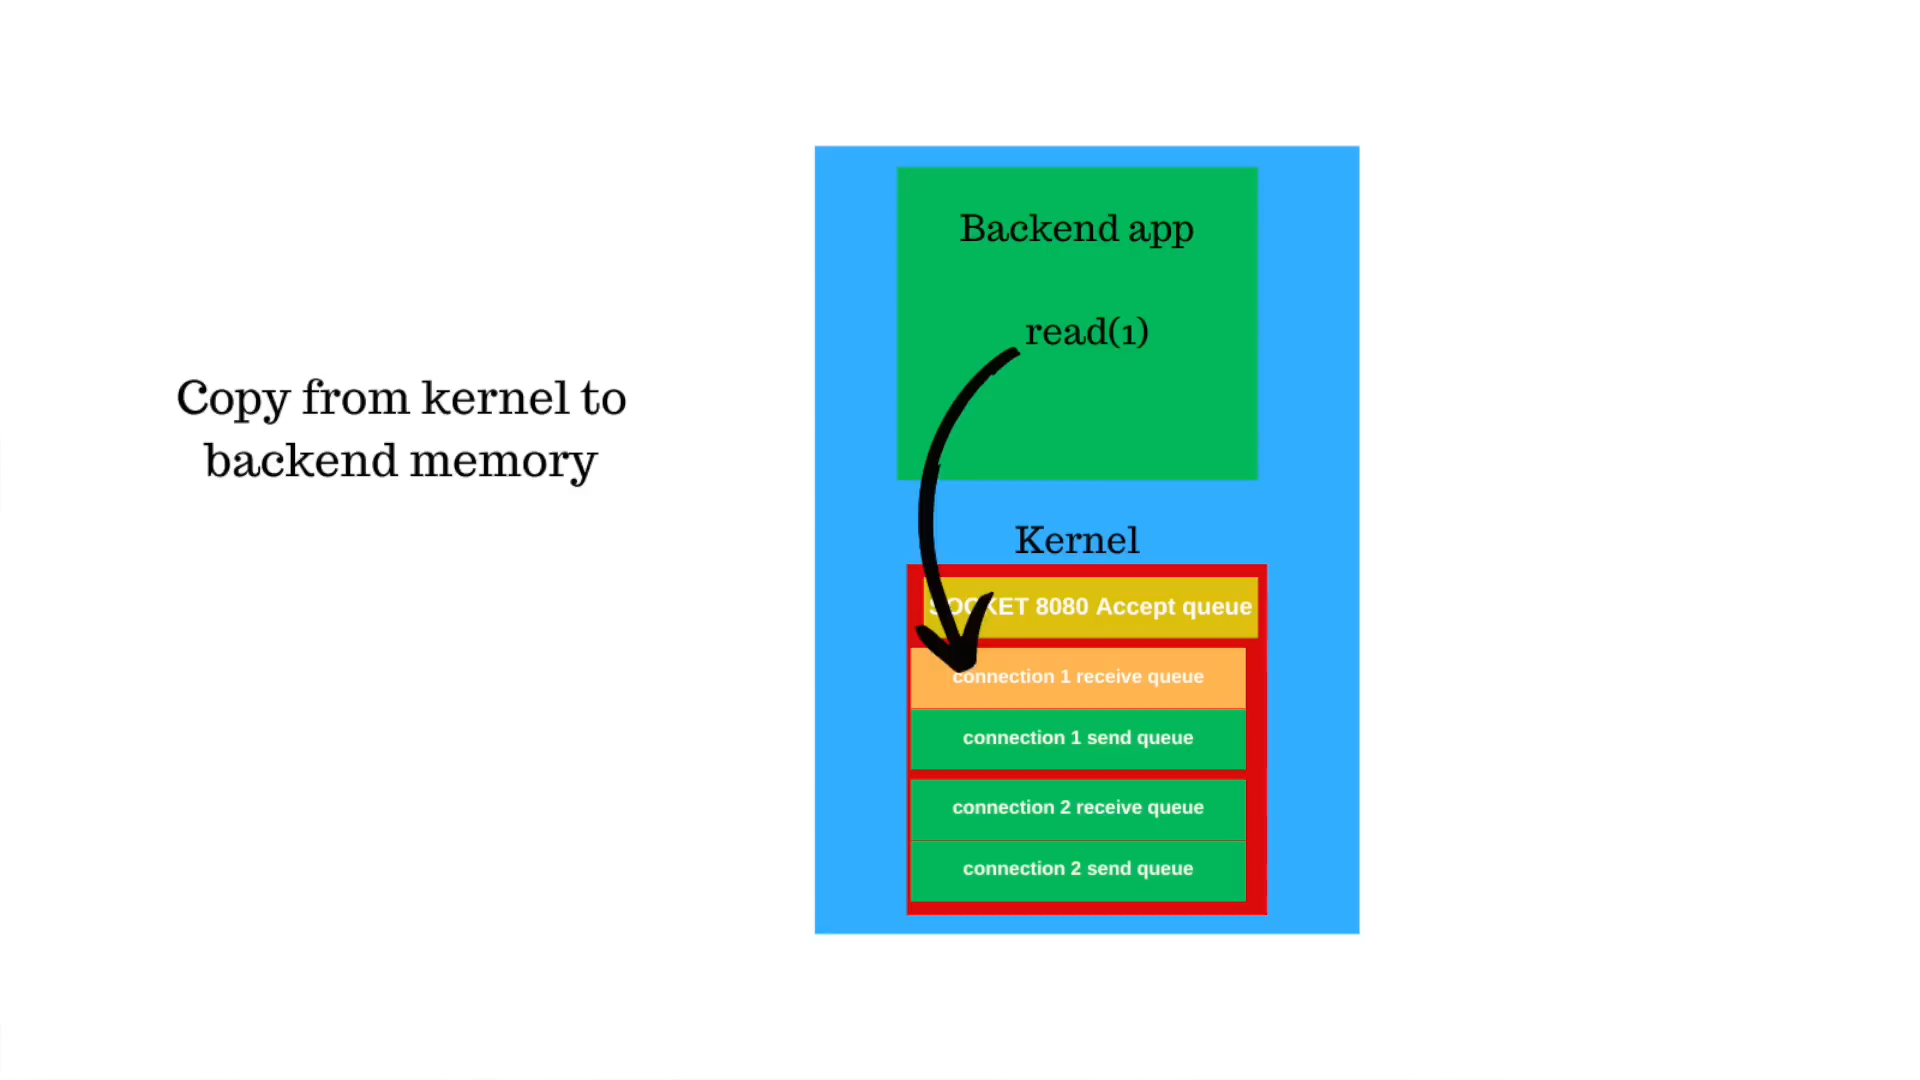 Copy from kernel to
backend memory
Backend app
read(1)
Kernel
SOCKET 8080 Accept queue
connection 1 receive queue
connection 1 send queue
connection 2 receive queue
connection 2 send queue